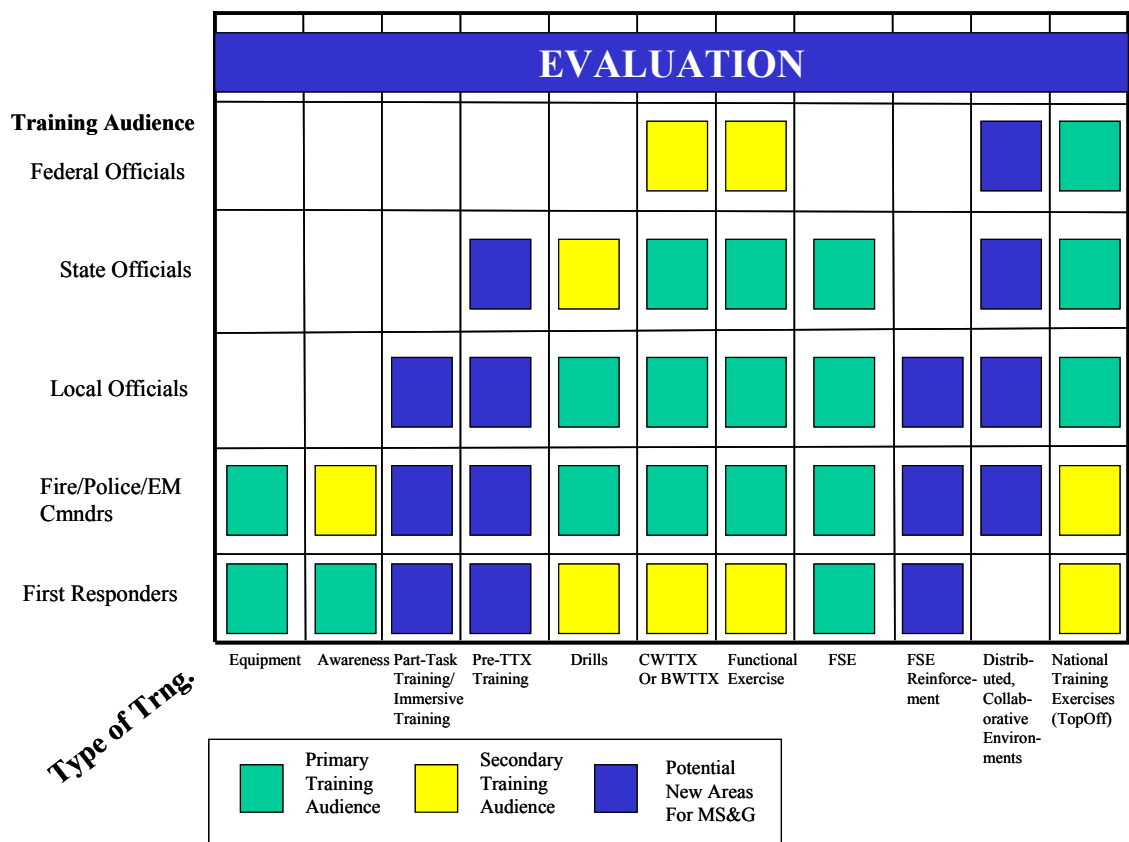 EVALUATION
Training Audience
Federal Officials
State Officials
Local Officials
Fire/Police/EM
Cmndrs
First Responders
Equipment
Awareness
Part-Task
Training/
Immersive
Training
Pre-TTX
Training
Drills
CWTTX
Or BWTTX
Functional
Exercise
FSE
FSE
Reinforce-
ment
Distrib-
uted,
Collab-
orative
Environ-
ments
National
Training
Exercises
(TopOff)
Type of Trng.
Primary
Training
Audience
Secondary
Training
Audience
Potential
New Areas
For MS&G